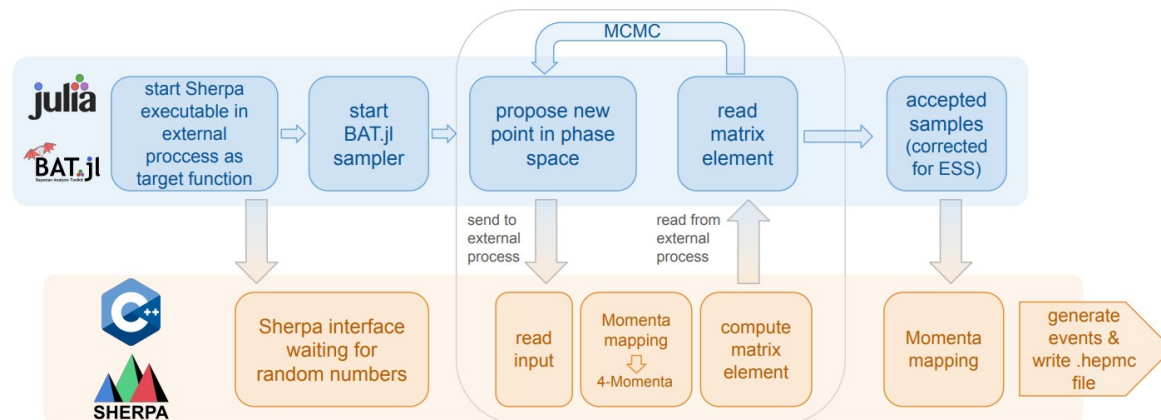 MCMC
julia
BAT.jl
Bayesian Analysis Toolkit
start Sherpa
executable in
external
proccess as
target function
start
BAT.jl
sampler
propose new
point in phase
space
read
matrix
element
accepted
samples
(corrected
for ESS)
send to
external
process
read from
external
process
C++
SHERPA
Sherpa interface
waiting for
random numbers
read
input
Momenta
mapping
4-Momenta
compute
matrix
element
Momenta
mapping
generate
events &
write .hepmc
file